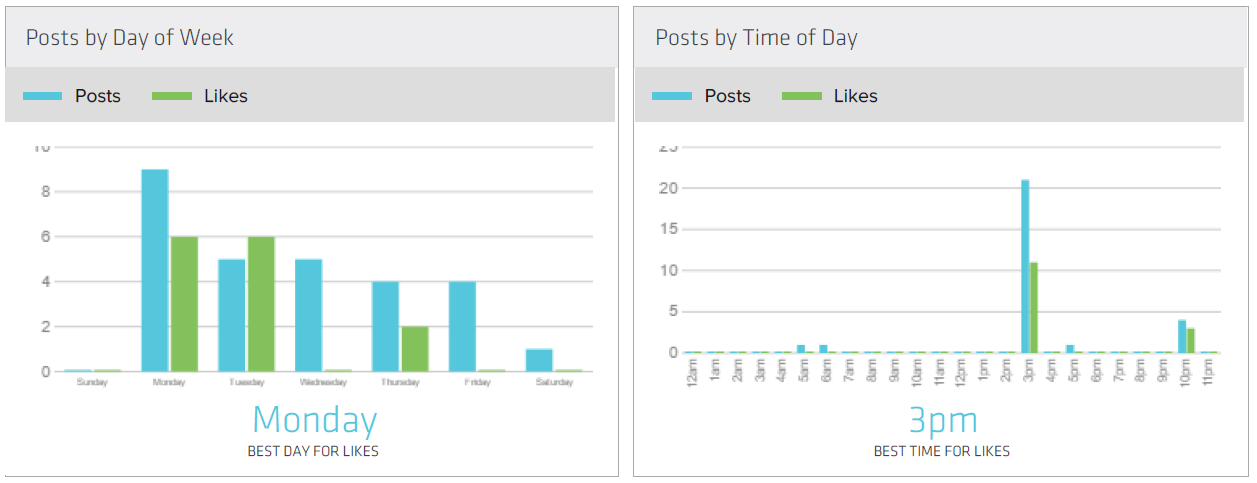 Posts by Day of Week
Posts Likes
10
8
6
4
2
0
Sunday Monday Tuesday Wednesday Thursday Friday Saturday
Monday
BEST DAY FOR LIKES
Posts by Time of Day
Posts Likes
25
20
15
10
5
0
12am 1am 2am 3am 4am 5am 6am 7am 8am 9am 10am 11am 12pm 1pm 2pm 3pm 4pm 5pm 6pm 7pm 8pm 9pm 10pm 11pm
3pm
BEST TIME FOR LIKES